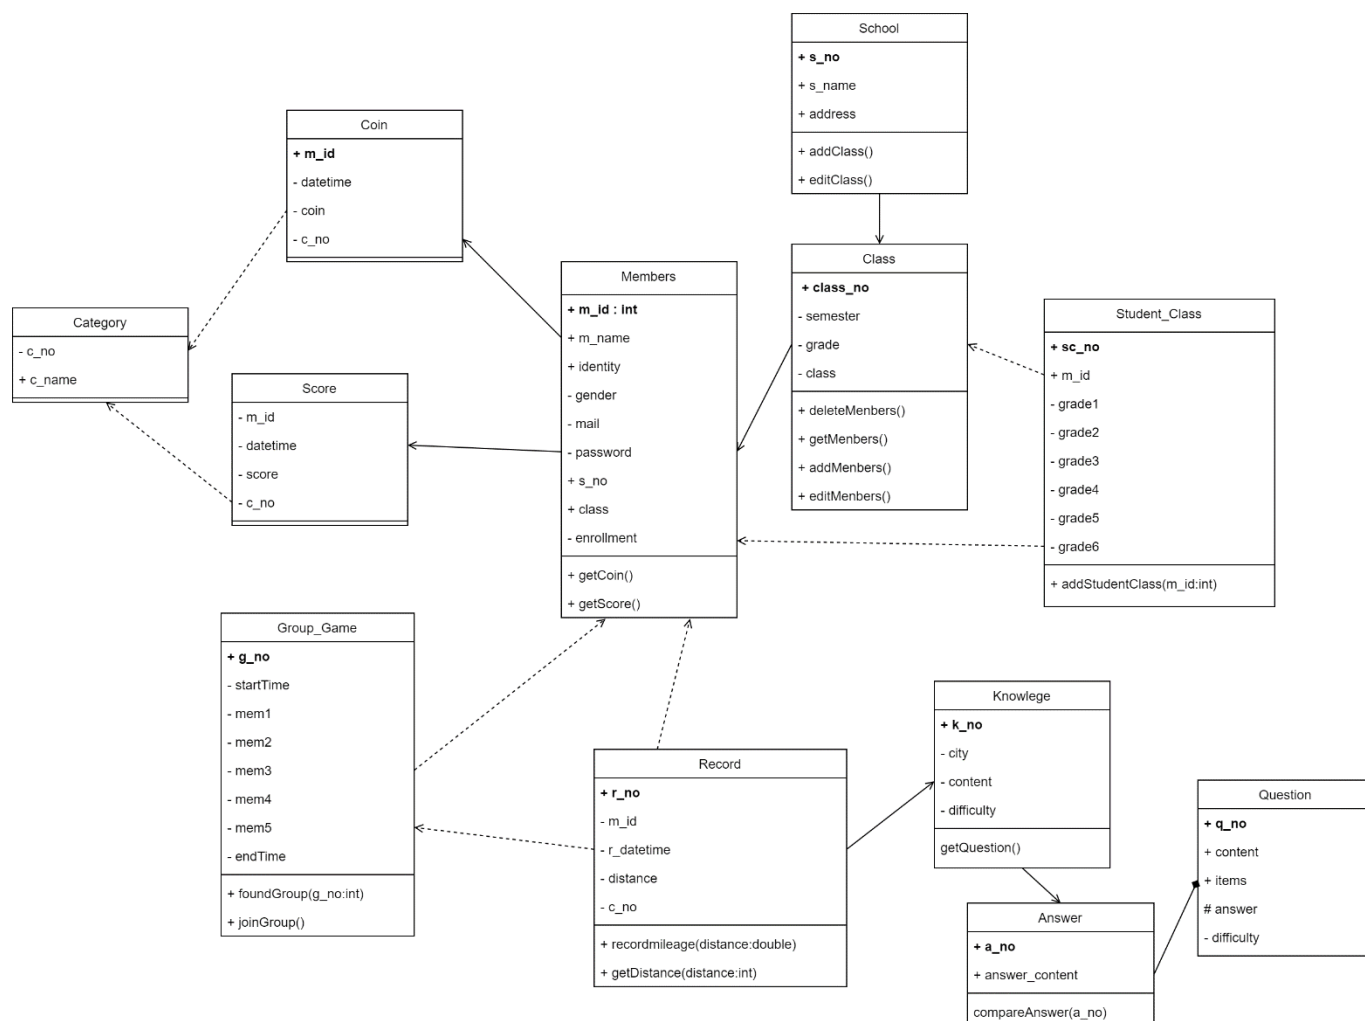 School
+ s_no
+ s_name
+ address
+ addClass()
+ editClass()
Coin
+ m_id
- datetime
- coin
- c_no
Class
+ class_no
- semester
- grade
- class
+ deleteMenbers()
+ getMenbers()
+ addMenbers()
+ editMenbers()
Members
+ m_id : int
+ m_name
+ identity
- gender
- mail
- password
+ s_no
+ class
- enrollment
+ getCoin()
+ getScore()
Student_Class
+ sc_no
+ m_id
- grade1
- grade2
- grade3
- grade4
- grade5
- grade6
+ addStudentClass(m_id:int)
Category
- c_no
+ c_name
Score
- m_id
- datetime
- score
- c_no
Group_Game
+ g_no
- startTime
- mem1
- mem2
- mem3
- mem4
- mem5
- endTime
+ foundGroup(g_no:int)
+ joinGroup()
Record
+ r_no
- m_id
- r_datetime
- distance
- c_no
+ recordmileage(distance:double)
+ getDistance(distance:int)
Knowlege
+ k_no
- city
- content
- difficulty
getQuestion()
Question
+ q_no
+ content
+ items
# answer
- difficulty
Answer
+ a_no
+ answer_content
compareAnswer(a_no)